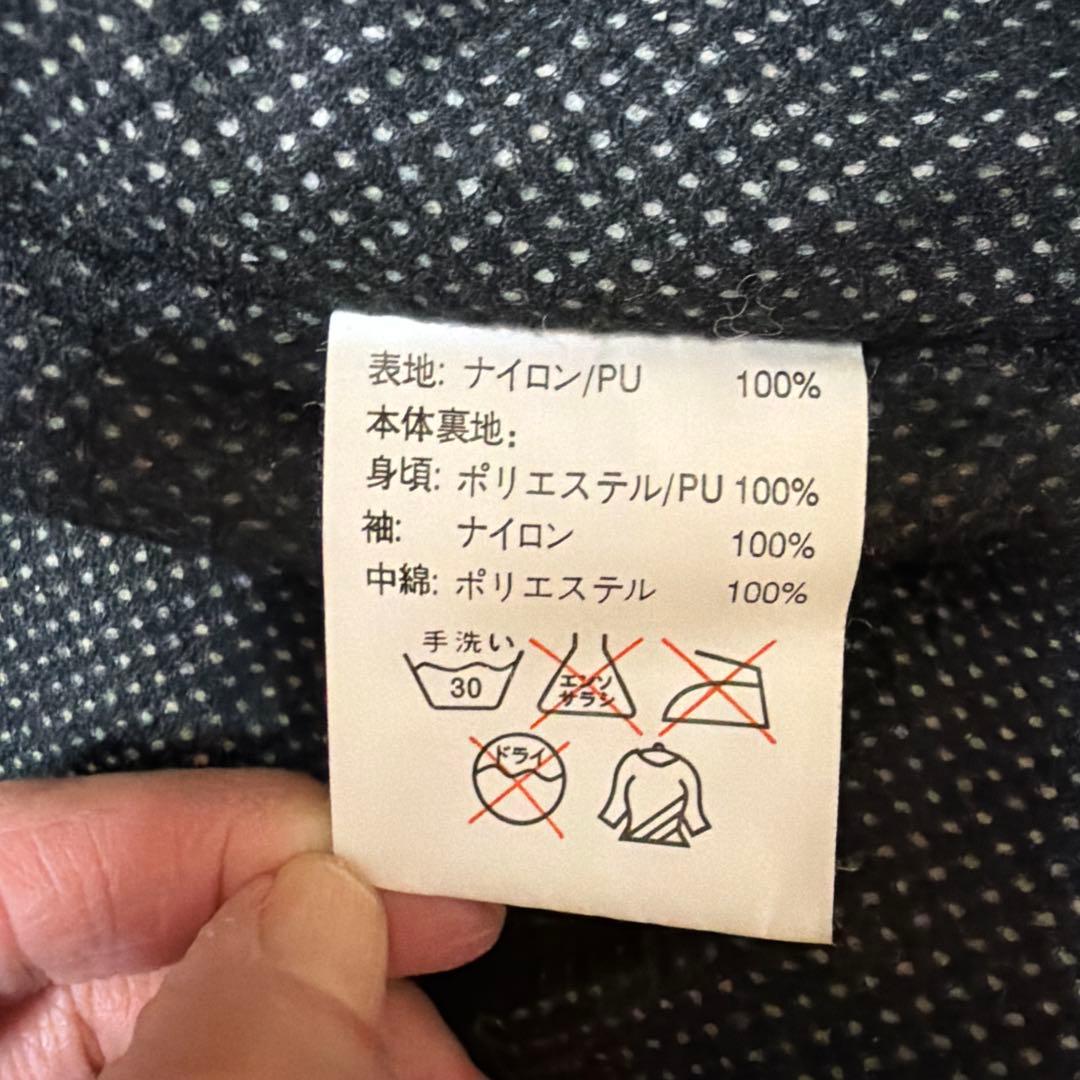 表地: ナイロン/PU 100%
本体裏地:
身頃: ポリエステル/PU 100%
袖: ナイロン 100%
中綿: ポリエステル 100%
手洗い
30
エンソ
サラシ
ドライ